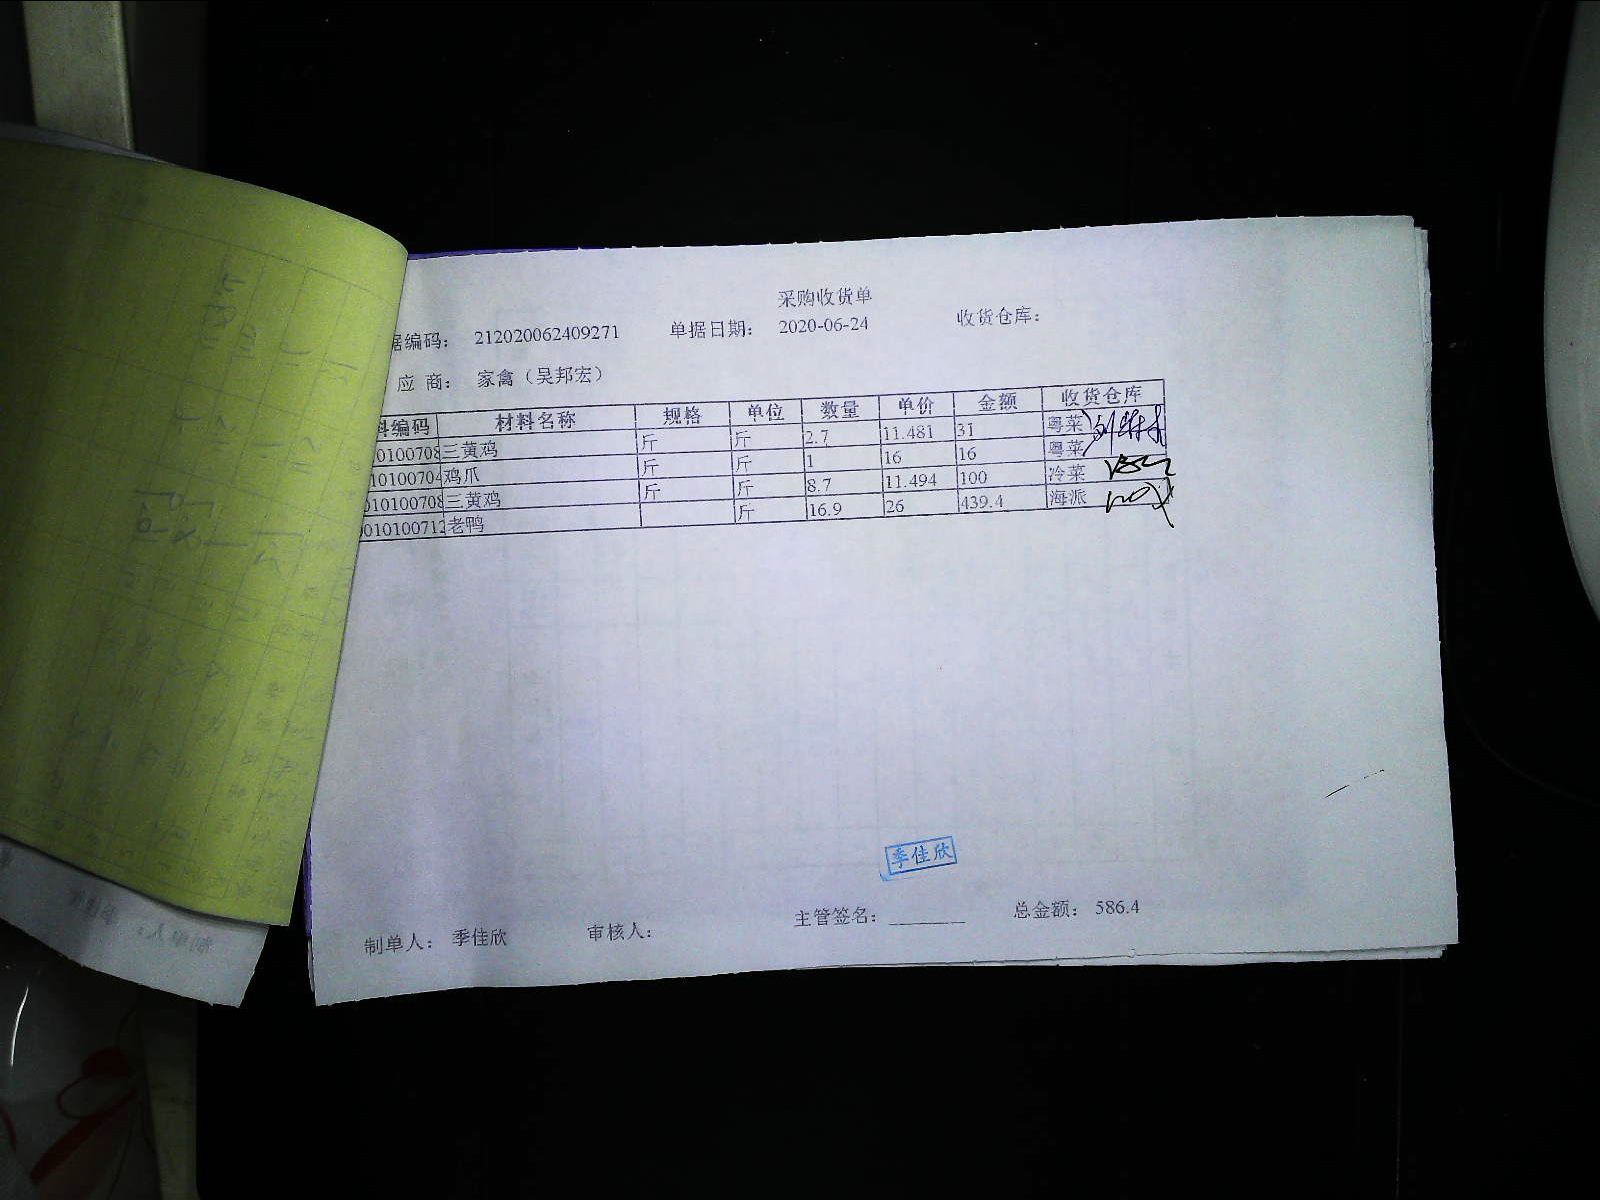 采购收货单
据编码： 212020062409271 单据日期： 2020-06-24 收货仓库：
应 商： 家禽（吴邦宏）
料编码 材料名称 规格 单位 数量 单价 金额 收货仓库
010100708 三黄鸡 斤 斤 2.7 11.481 31 粤菜
010100704 鸡爪 斤 斤 1 16 16 粤菜
010100708 三黄鸡 斤 斤 8.7 11.494 100 冷菜
0010100712 老鸭 斤 16.9 26 439.4 海派
季佳欣
制单人： 季佳欣 审核人： 主管签名： 总金额： 586.4